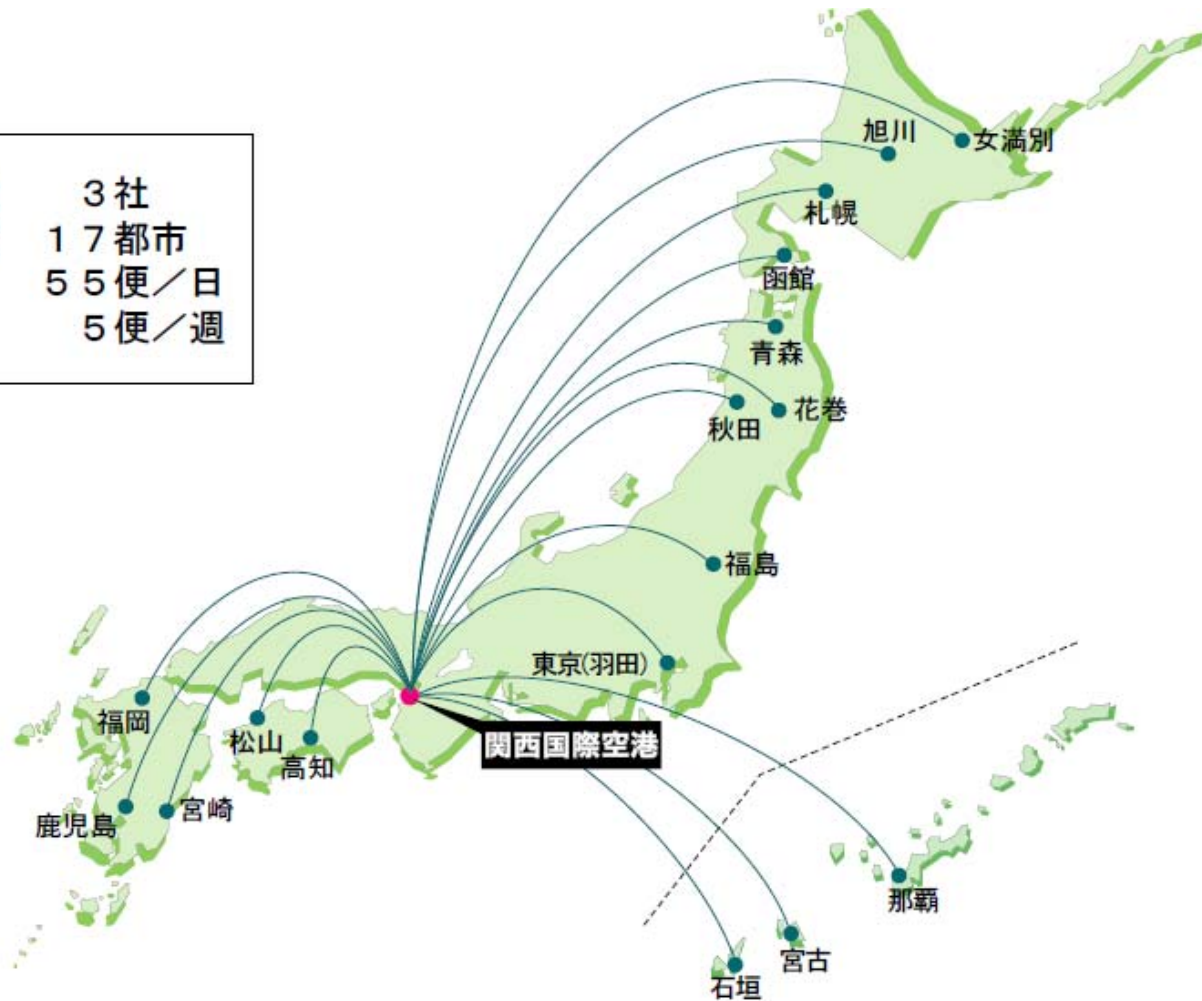 3社
17都市
55便／日
5便／週
旭川
女満別
札幌
函館
青森
花巻
秋田
福島
東京(羽田)
福岡
松山
関西国際空港
高知
宮崎
鹿児島
那覇
宮古
石垣